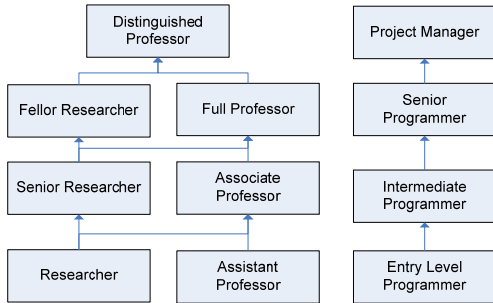 Distinguished
Professor
Project Manager
Fellor Researcher
Full Professor
Senior
Programmer
Senior Researcher
Associate
Professor
Intermediate
Programmer
Researcher
Assistant
Professor
Entry Level
Programmer